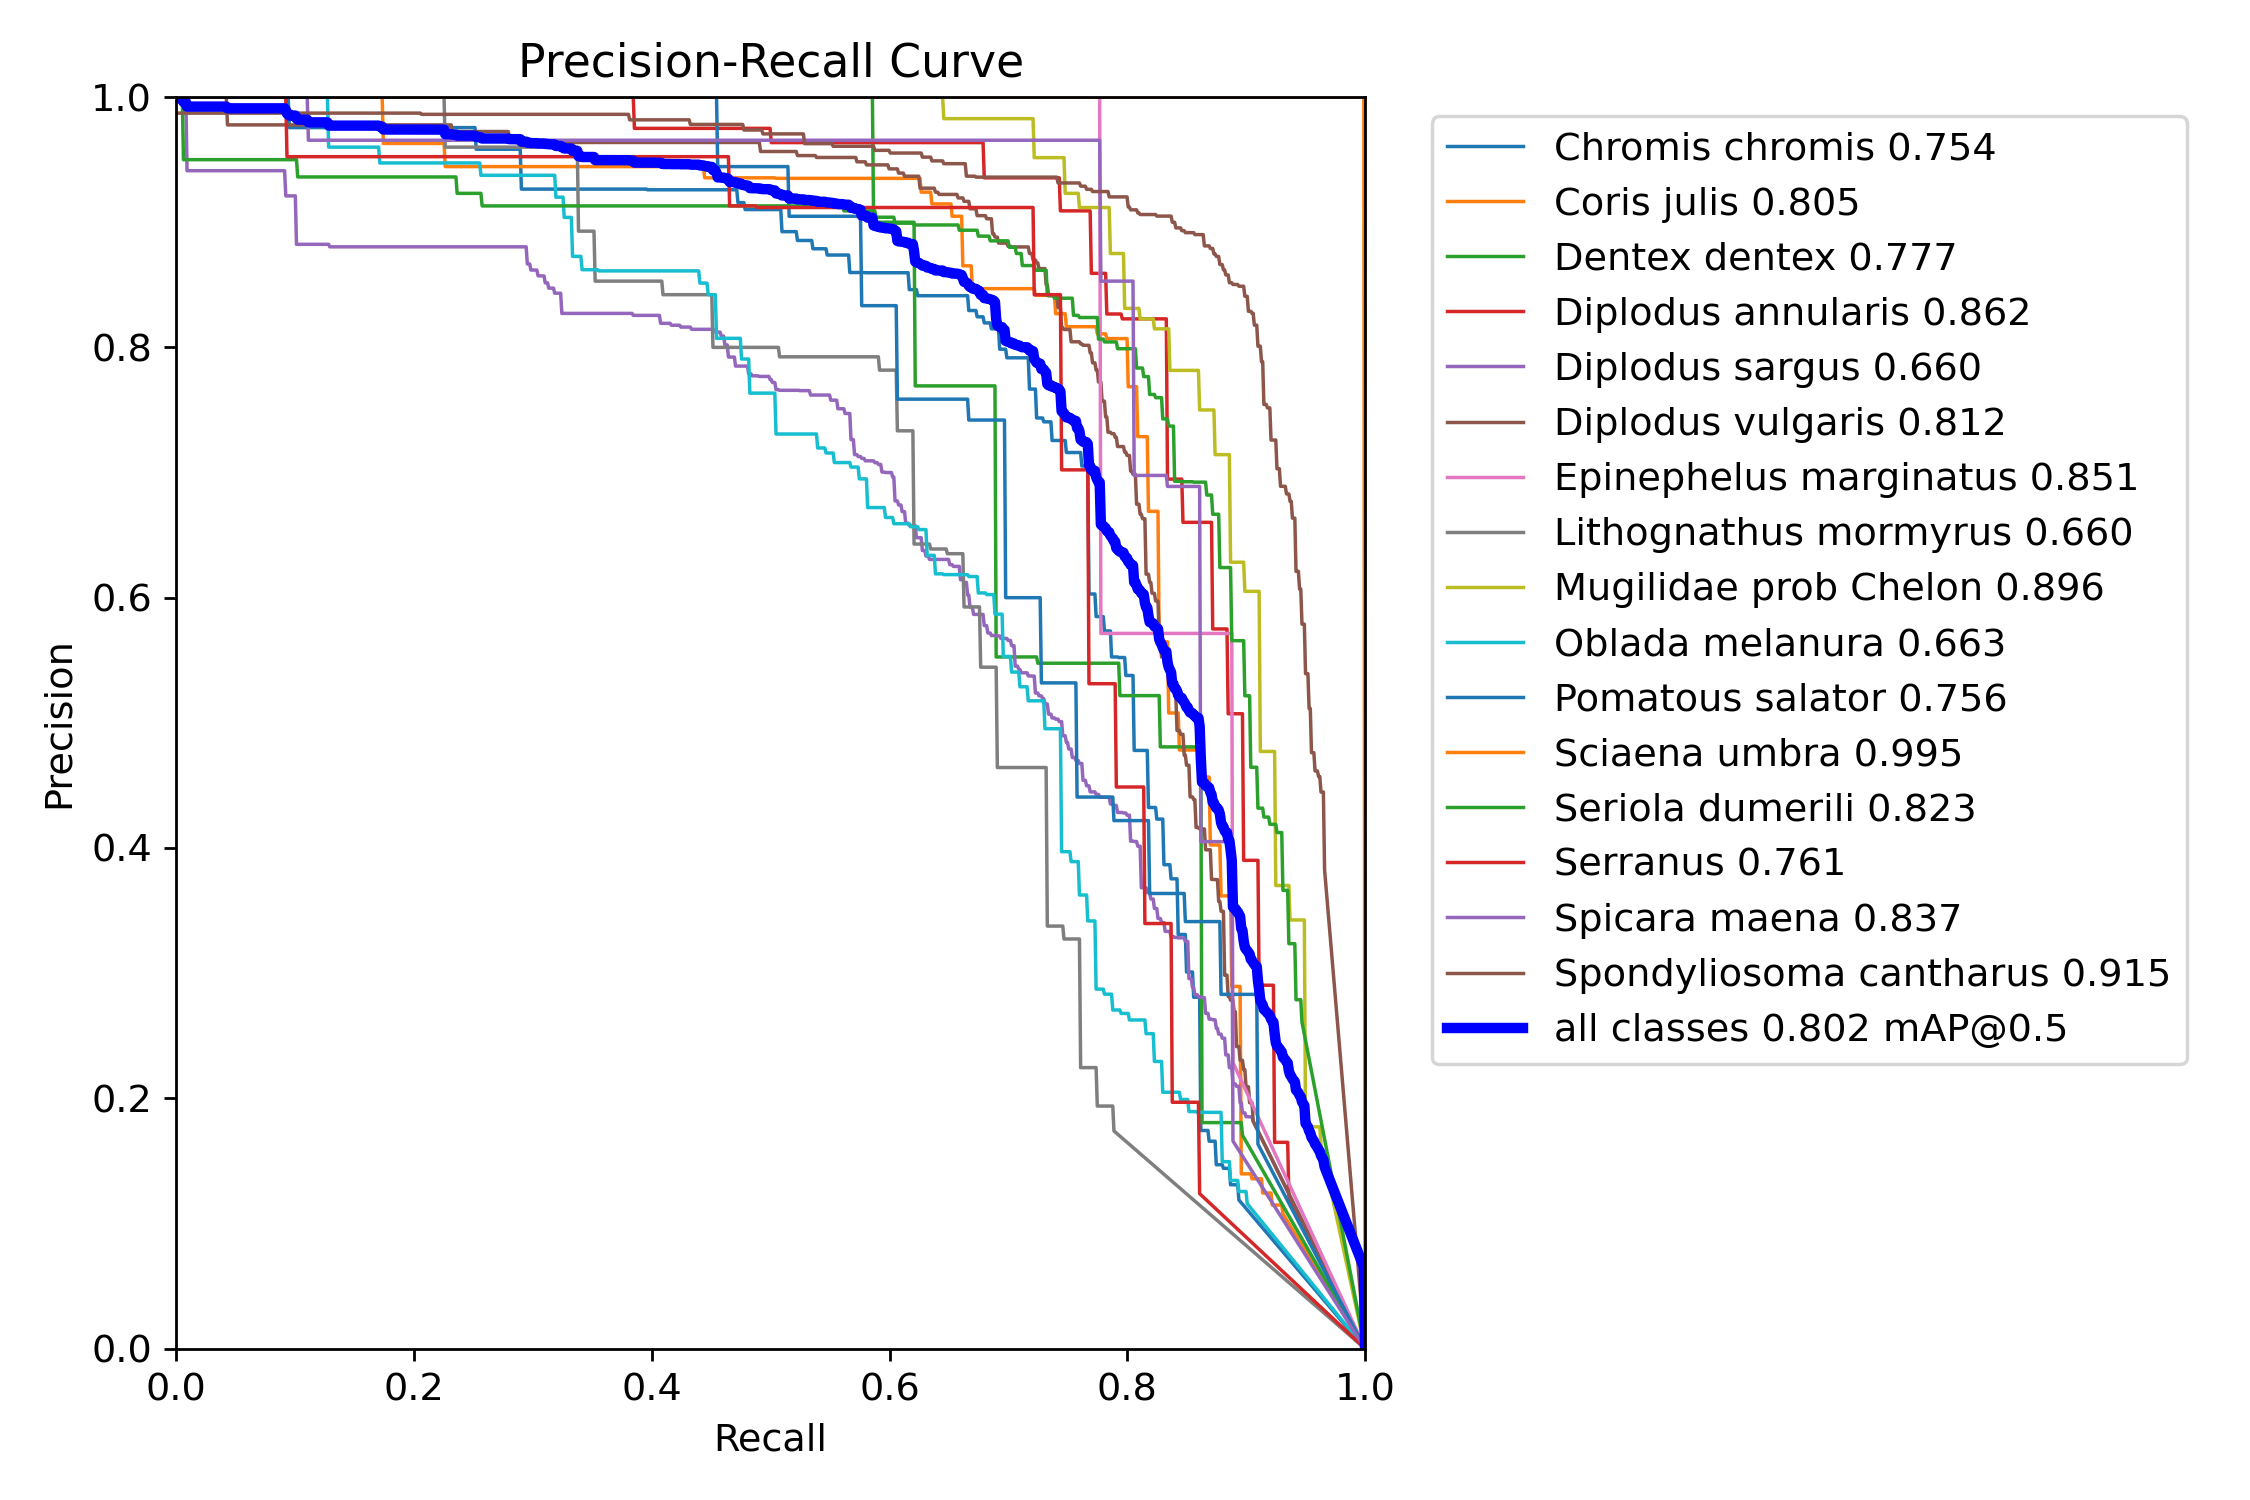 Precision-Recall Curve
1.0
0.8
0.6
0.4
0.2
0.0
Precision
0.0 0.2 0.4 0.6 0.8 1.0
Recall
Chromis chromis 0.754
Coris julis 0.805
Dentex dentex 0.777
Diplodus annularis 0.862
Diplodus sargus 0.660
Diplodus vulgaris 0.812
Epinephelus marginatus 0.851
Lithognathus mormyrus 0.660
Mugilidae prob Chelon 0.896
Oblada melanura 0.663
Pomatous salator 0.756
Sciaena umbra 0.995
Seriola dumerili 0.823
Serranus 0.761
Spicara maena 0.837
Spondyliosoma cantharus 0.915
all classes 0.802 mAP@0.5